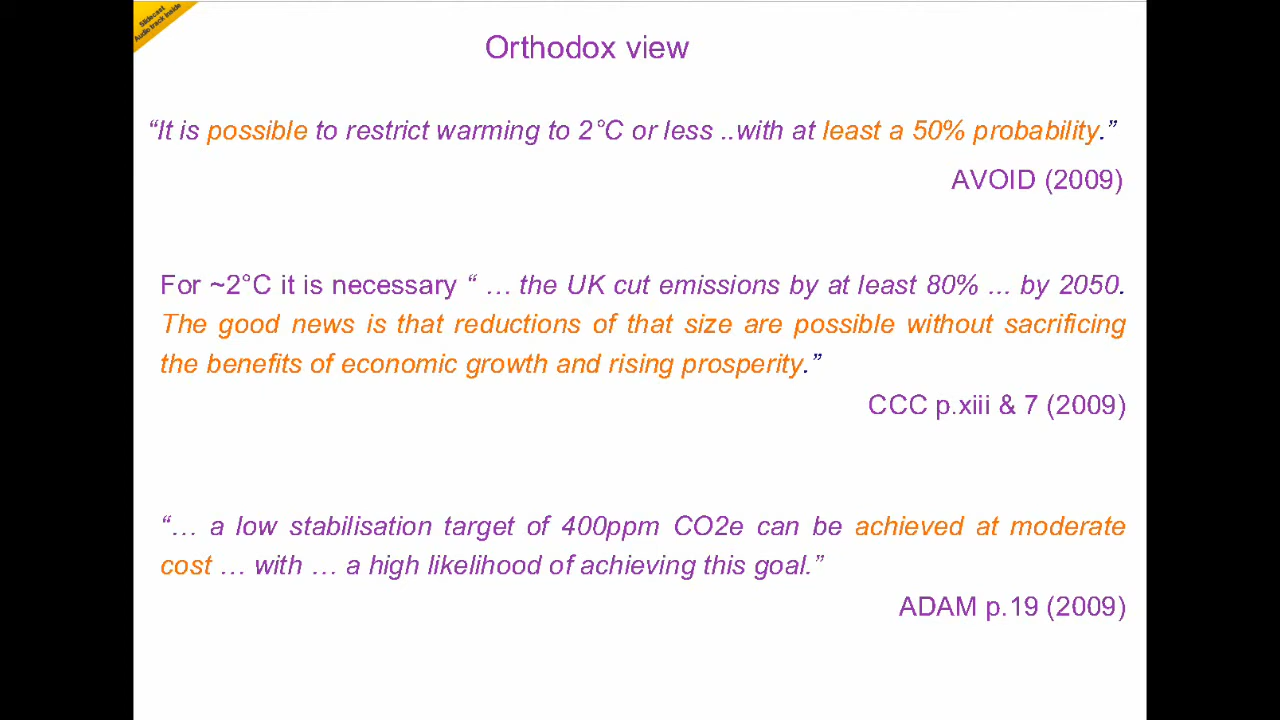 Slidecast
Audio track inside
Orthodox view
“It is possible to restrict warming to 2°C or less ..with at least a 50% probability.”
AVOID (2009)
For ~2°C it is necessary “ … the UK cut emissions by at least 80% ... by 2050.
The good news is that reductions of that size are possible without sacrificing
the benefits of economic growth and rising prosperity.”
CCC p.xiii & 7 (2009)
“… a low stabilisation target of 400ppm CO2e can be achieved at moderate
cost … with … a high likelihood of achieving this goal.”
ADAM p.19 (2009)